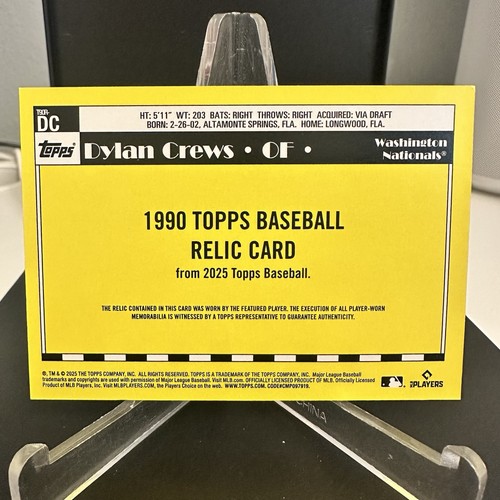 T90R-
DC
HT: 5'11" WT: 203 BATS: RIGHT THROWS: RIGHT ACQUIRED: VIA DRAFT
BORN: 2-26-02, ALTAMONTE SPRINGS, FLA. HOME: LONGWOOD, FLA.
Topps Dylan Crews • OF •
Washington
Nationals®
1990 TOPPS BASEBALL
RELIC CARD
from 2025 Topps Baseball.
THE RELIC CONTAINED IN THIS CARD WAS WORN BY THE FEATURED PLAYER. THE EXECUTION OF ALL PLAYER-WORN
MEMORABILIA IS WITNESSED BY A TOPPS REPRESENTATIVE TO GUARANTEE AUTHENTICITY.
®, TM & © 2025 THE TOPPS COMPANY, INC. ALL RIGHTS RESERVED. TOPPS IS A TRADEMARK OF THE TOPPS COMPANY, INC. Major League Baseball
trademarks and copyrights are used with permission of Major League Baseball. Visit MLB.com. OFFICIALLY LICENSED PRODUCT OF MLB. Officially Licensed
Product of MLB Players, Inc. Visit MLBPLAYERS.COM, the Players Choice on the web. WWW.TOPPS.COM. CODE#CMP097919.
PLAYERS
CHINA